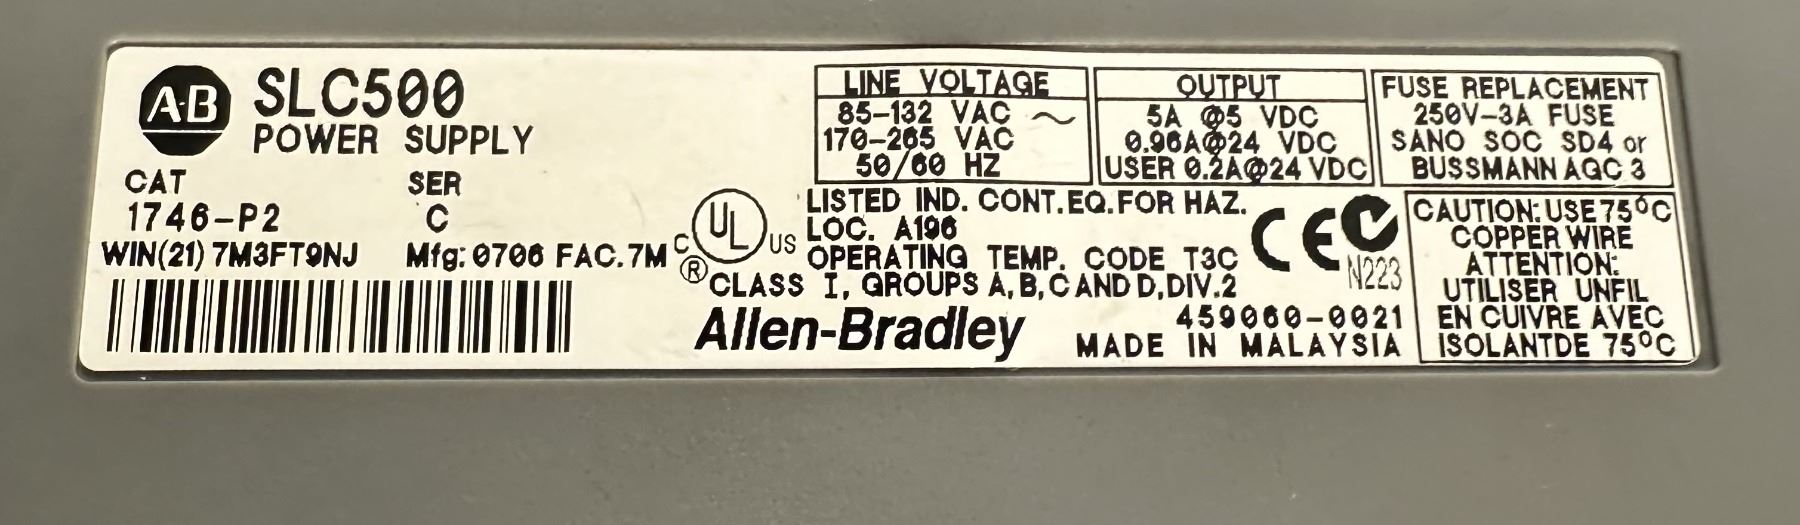 A-B
SLC500
POWER SUPPLY
CAT
SER
1746-P2
C
WIN(21) 7M3FT9NJ
Mfg: 0706 FAC. 7M
LINE VOLTAGE
85-132 VAC ~
170-265 VAC
50/60 HZ
OUTPUT
5A @5 VDC
0.96A@24 VDC
USER 0.2A@24 VDC
FUSE REPLACEMENT
250V-3A FUSE
SANO SOC SD4 or
BUSSMANN AGC 3
C UL US
®
LISTED IND. CONT.EQ.FOR HAZ.
LOC. A196
OPERATING TEMP. CODE T3C
CLASS I, GROUPS A, B, C AND D, DIV.2
CE
N223
Allen-Bradley
459060-0021
MADE IN MALAYSIA
CAUTION: USE 75°C
COPPER WIRE
ATTENTION:
UTILISER UNFIL
EN CUIVRE AVEC
ISOLANTDE 75°C